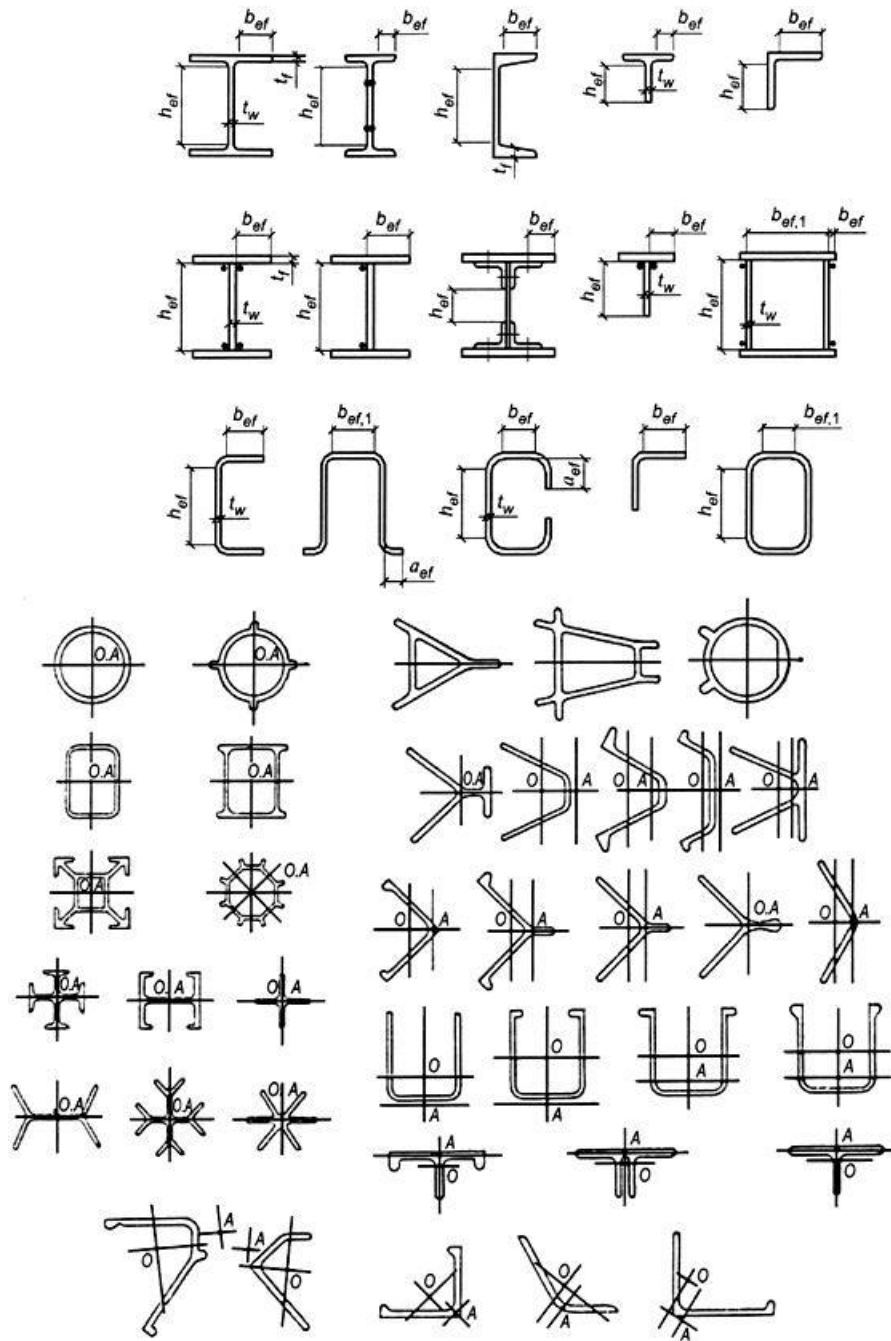 b_ef b_ef b_ef b_ef b_ef
h_ef t_w t_f h_ef h_ef t_f h_ef h_ef
b_ef b_ef b_ef b_ef b_ef,1 b_ef
h_ef t_w t_f h_ef h_ef h_ef t_w h_ef t_w
b_ef b_ef,1 b_ef b_ef b_ef,1
h_ef t_w a_ef h_ef t_w a_ef h_ef
O.A O.A
O.A O.A O.A O A O A O A O A
O.A O.A
O A O A O A O.A O A
O.A O A O A
O O O O
A A A A
O.A O.A O A
A A A
O O O
A A
O O
O O O
A A A